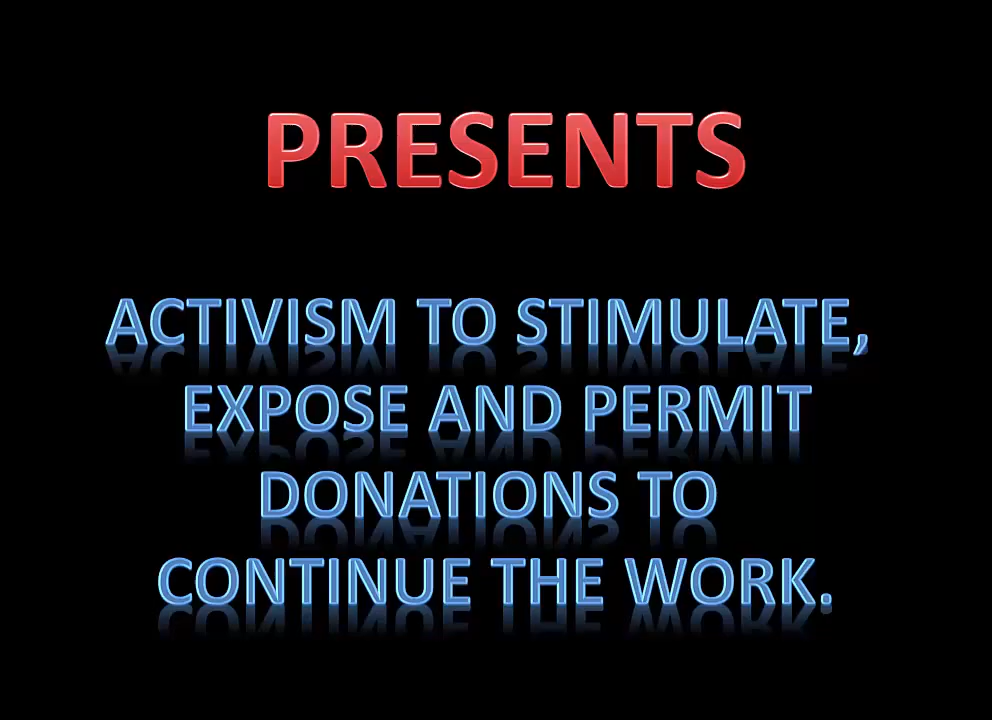 PRESENTS
ACTIVISM TO STIMULATE,
EXPOSE AND PERMIT
DONATIONS TO
CONTINUE THE WORK.